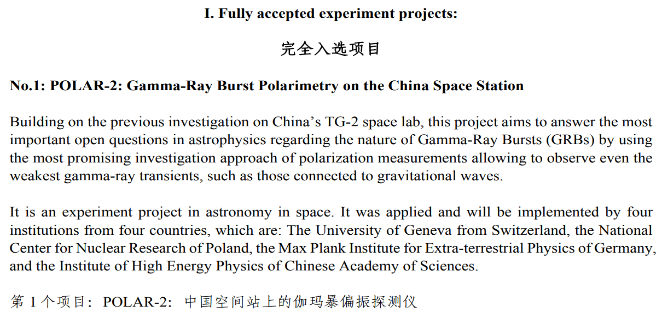 I. Fully accepted experiment projects:
完全入选项目
No.1: POLAR-2: Gamma-Ray Burst Polarimetry on the China Space Station
Building on the previous investigation on China's TG-2 space lab, this project aims to answer the most
important open questions in astrophysics regarding the nature of Gamma-Ray Bursts (GRBs) by using
the most promising investigation approach of polarization measurements allowing to observe even the
weakest gamma-ray transients, such as those connected to gravitational waves.
It is an experiment project in astronomy in space. It was applied and will be implemented by four
institutions from four countries, which are: The University of Geneva from Switzerland, the National
Center for Nuclear Research of Poland, the Max Plank Institute for Extra-terrestrial Physics of Germany,
and the Institute of High Energy Physics of Chinese Academy of Sciences.
第 1 个项目：POLAR-2：中国空间站上的伽玛暴偏振探测仪